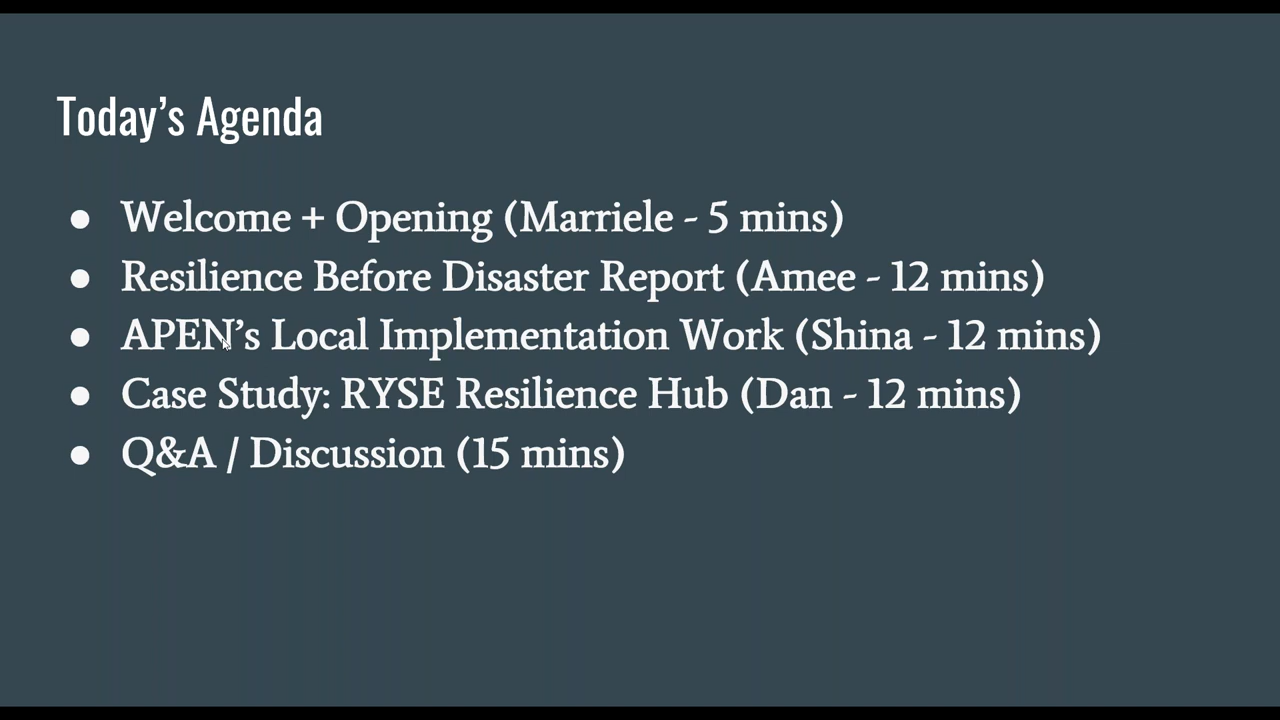 Today’s Agenda
● Welcome + Opening (Marriele - 5 mins)
● Resilience Before Disaster Report (Amee - 12 mins)
● APEN’s Local Implementation Work (Shina - 12 mins)
● Case Study: RYSE Resilience Hub (Dan - 12 mins)
● Q&A / Discussion (15 mins)